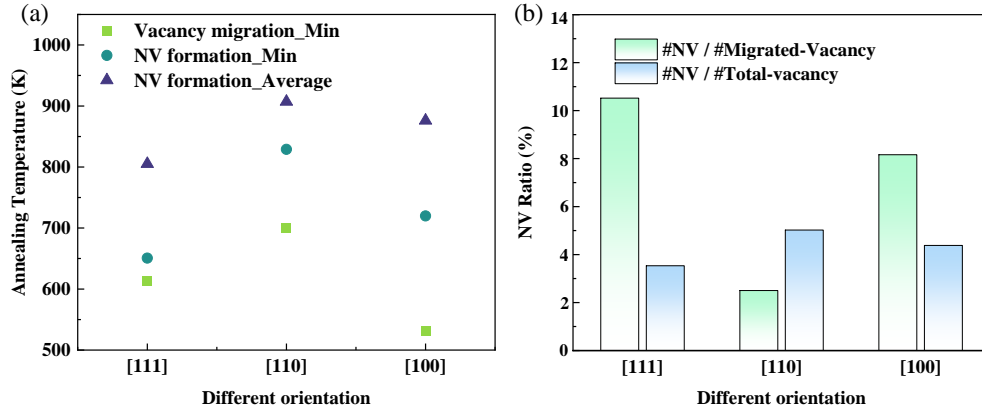 (a)
Vacancy migration_Min
NV formation_Min
NV formation_Average
1000
900
800
700
600
500
Annealing Temperature (K)
[111]
[110]
[100]
Different orientation
(b)
#NV / #Migrated-Vacancy
#NV / #Total-vacancy
14
12
10
8
6
4
2
0
NV Ratio (%)
[111]
[110]
[100]
Different orientation